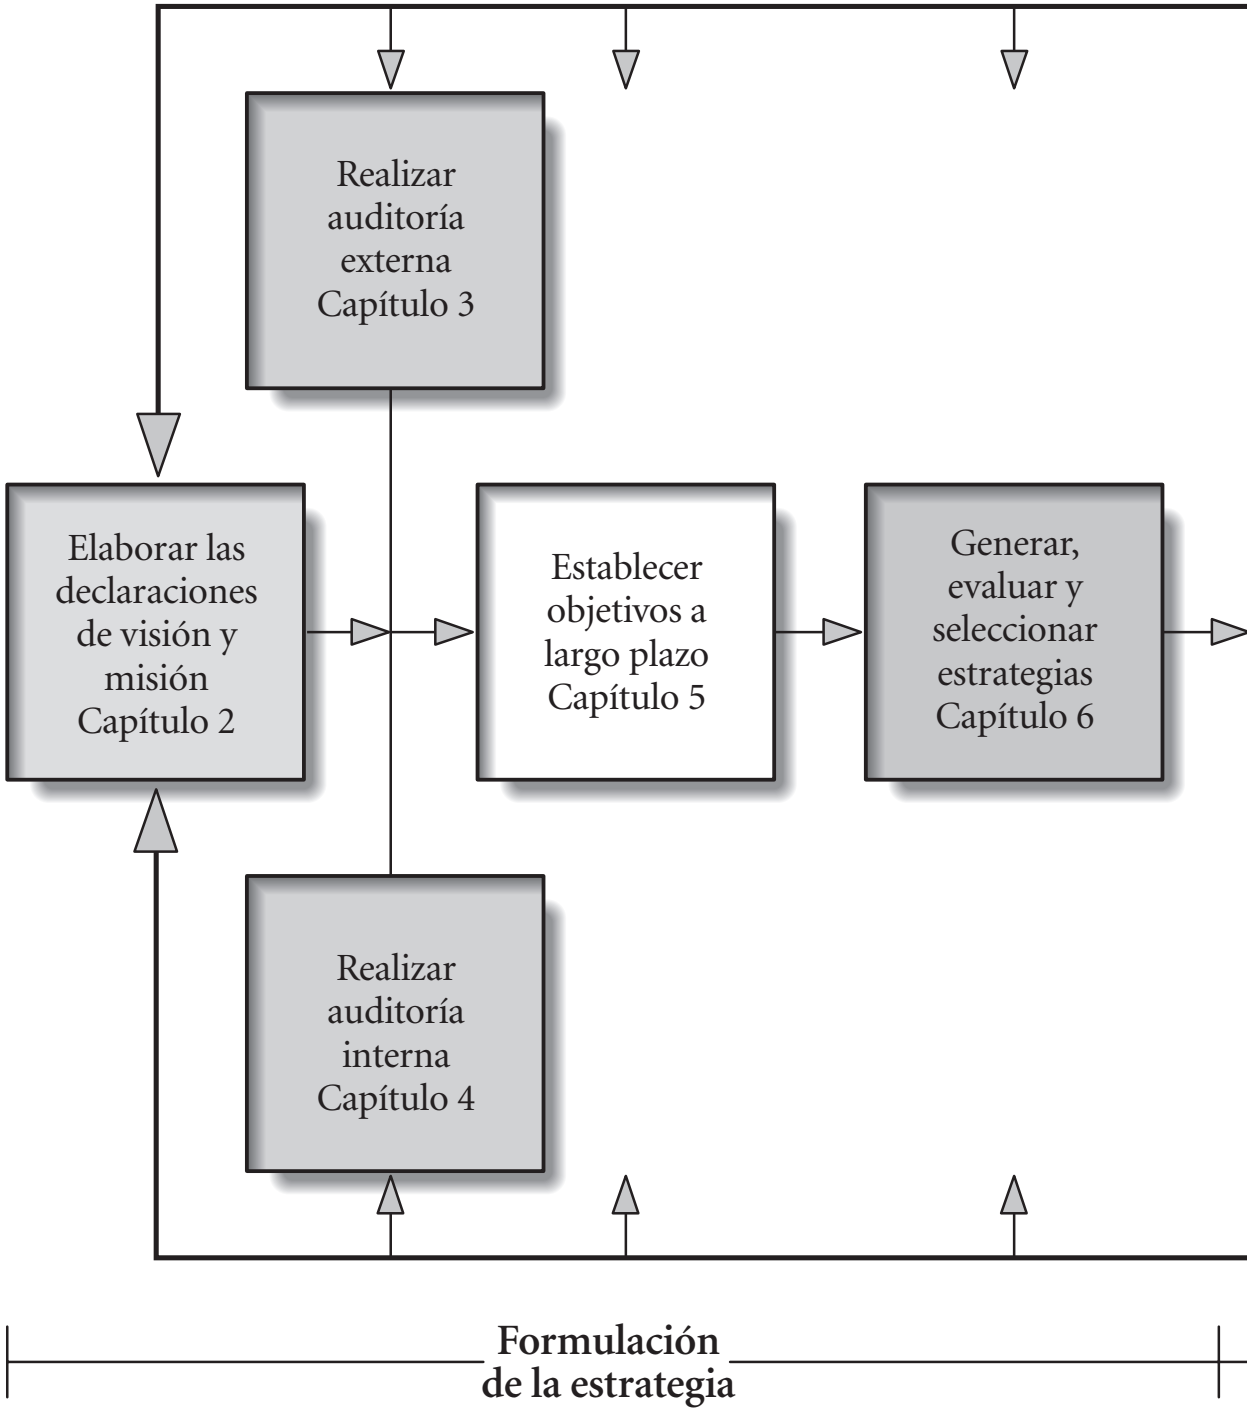 Realizar
auditoría
externa
Capítulo 3
Elaborar las
declaraciones
de visión y
misión
Capítulo 2
Establecer
objetivos a
largo plazo
Capítulo 5
Generar,
evaluar y
seleccionar
estrategias
Capítulo 6
Realizar
auditoría
interna
Capítulo 4
Formulación
de la estrategia